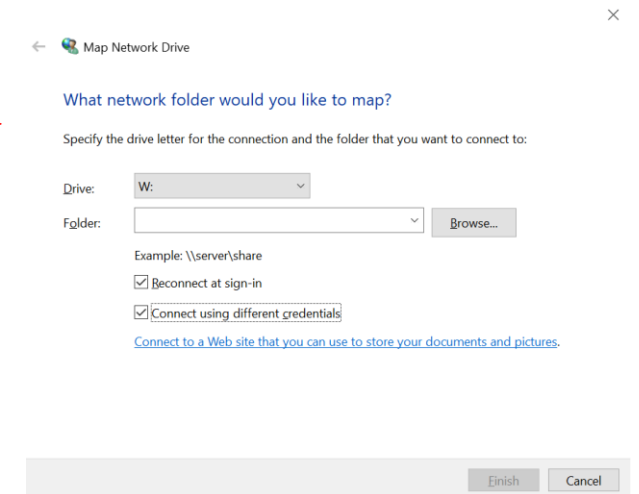 Map Network Drive
What network folder would you like to map?
Specify the drive letter for the connection and the folder that you want to connect to:
Drive: W:
Folder: Browse...
Example: \\server\share
Reconnect at sign-in
Connect using different credentials
Connect to a Web site that you can use to store your documents and pictures.
Finish Cancel